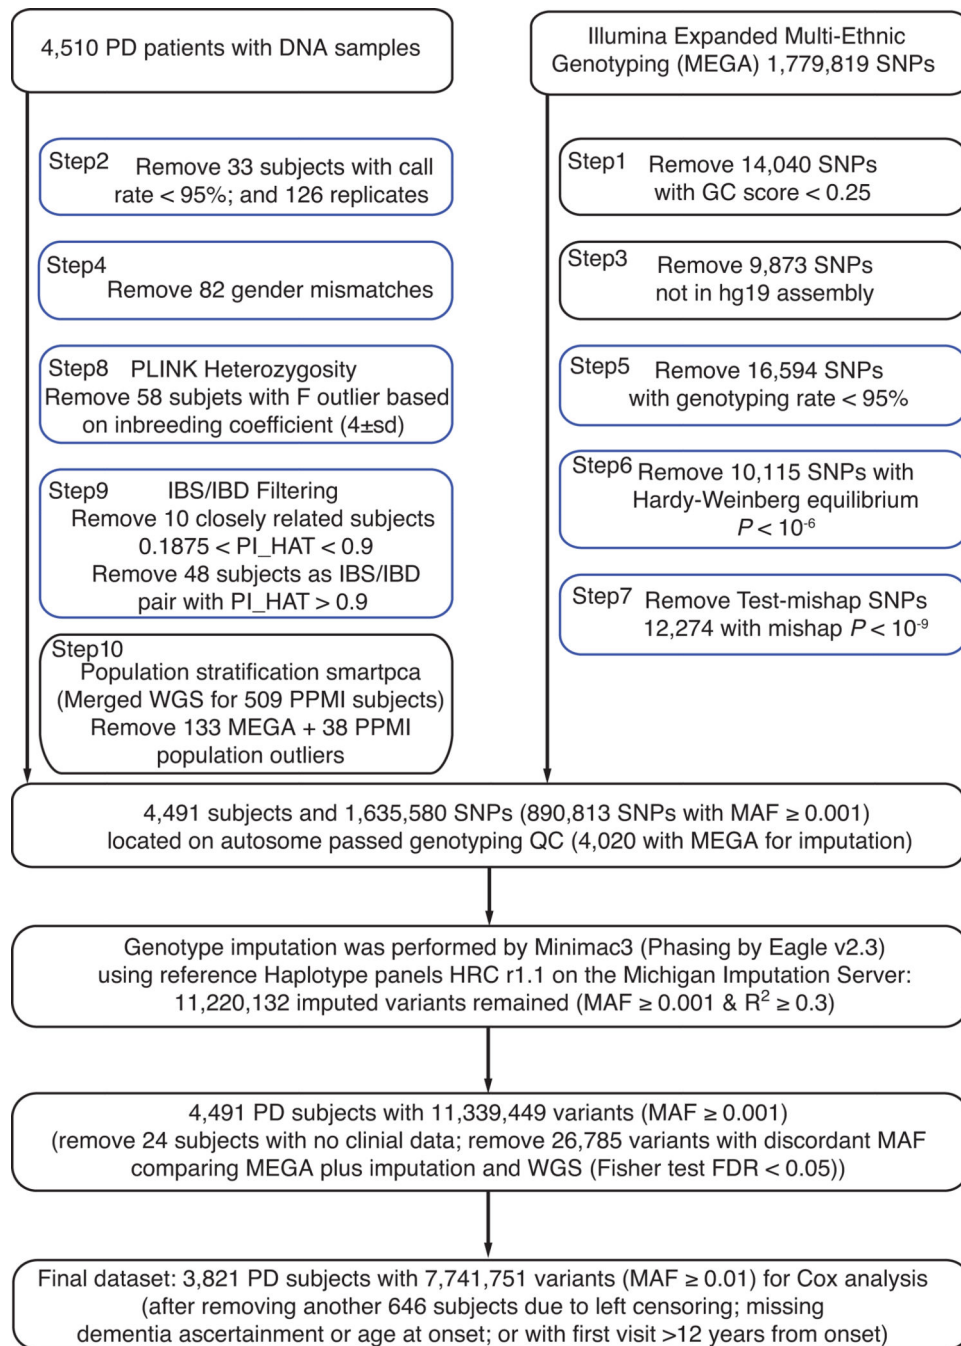 4,510 PD patients with DNA samples
Illumina Expanded Multi-Ethnic
Genotyping (MEGA) 1,779,819 SNPs
Step2
Remove 33 subjects with call
rate < 95%; and 126 replicates
Step4
Remove 82 gender mismatches
Step8
PLINK Heterozygosity
Remove 58 subjets with F outlier based
on inbreeding coefficient (4±sd)
Step9
IBS/IBD Filtering
Remove 10 closely related subjects
0.1875 < PI_HAT < 0.9
Remove 48 subjects as IBS/IBD
pair with PI_HAT > 0.9
Step10
Population stratification smartpca
(Merged WGS for 509 PPMI subjects)
Remove 133 MEGA + 38 PPMI
population outliers
Step1
Remove 14,040 SNPs
with GC score < 0.25
Step3
Remove 9,873 SNPs
not in hg19 assembly
Step5
Remove 16,594 SNPs
with genotyping rate < 95%
Step6
Remove 10,115 SNPs with
Hardy-Weinberg equilibrium
P < 10⁻⁶
Step7
Remove Test-mishap SNPs
12,274 with mishap P < 10⁻⁹
4,491 subjects and 1,635,580 SNPs (890,813 SNPs with MAF ≥ 0.001)
located on autosome passed genotyping QC (4,020 with MEGA for imputation)
Genotype imputation was performed by Minimac3 (Phasing by Eagle v2.3)
using reference Haplotype panels HRC r1.1 on the Michigan Imputation Server:
11,220,132 imputed variants remained (MAF ≥ 0.001 & R² ≥ 0.3)
4,491 PD subjects with 11,339,449 variants (MAF ≥ 0.001)
(remove 24 subjects with no clinial data; remove 26,785 variants with discordant MAF
comparing MEGA plus imputation and WGS (Fisher test FDR < 0.05))
Final dataset: 3,821 PD subjects with 7,741,751 variants (MAF ≥ 0.01) for Cox analysis
(after removing another 646 subjects due to left censoring; missing
dementia ascertainment or age at onset; or with first visit >12 years from onset)